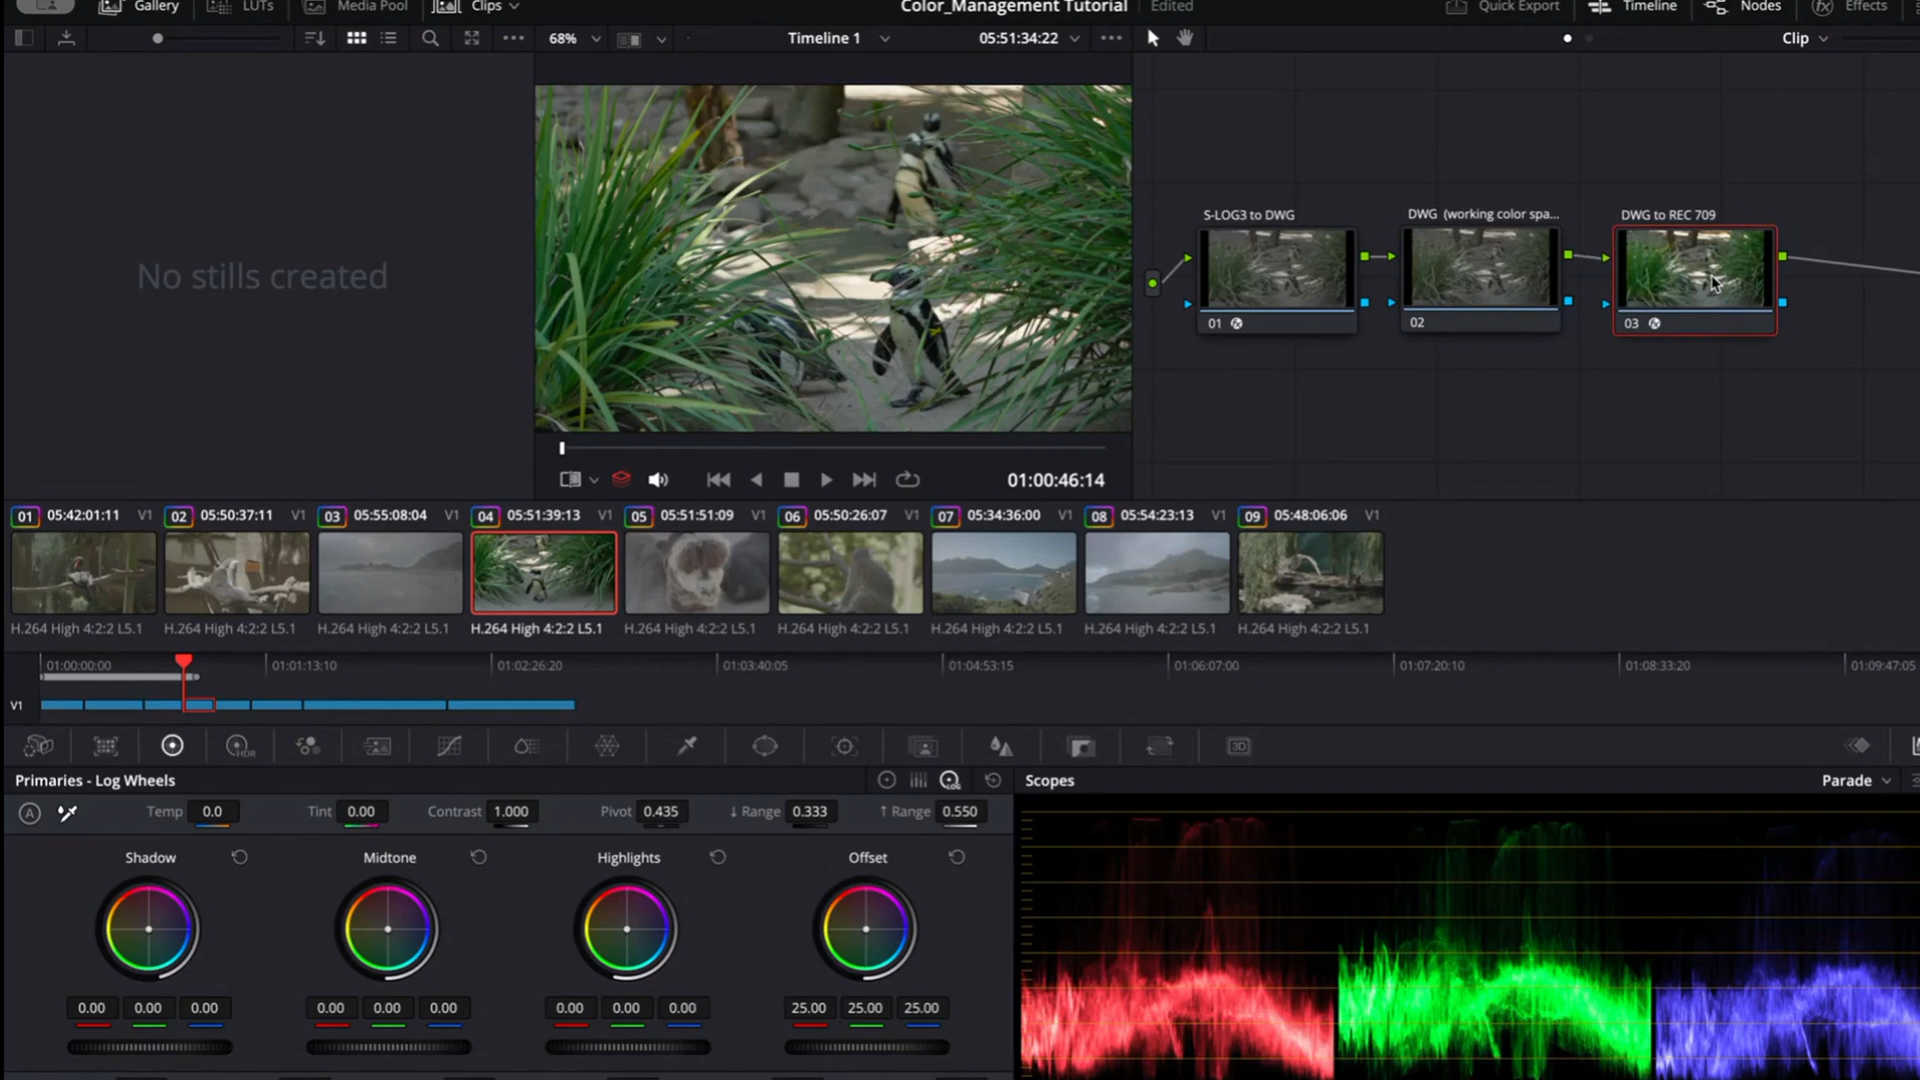 Gallery LUTs Media Pool Clips Color_Management Tutorial Edited Quick Export Timeline Nodes Effects
68% Timeline 1 05:51:34:22 Clip
No stills created
S-LOG3 to DWG DWG (working color spa... DWG to REC 709
01 02 03
01:00:46:14
01 05:42:01:11 V1 02 05:50:37:11 V1 03 05:55:08:04 V1 04 05:51:39:13 V1 05 05:51:51:09 V1 06 05:50:26:07 V1 07 05:34:36:00 V1 08 05:54:23:13 V1 09 05:48:06:06 V1
H.264 High 4:2:2 L5.1 H.264 High 4:2:2 L5.1 H.264 High 4:2:2 L5.1 H.264 High 4:2:2 L5.1 H.264 High 4:2:2 L5.1 H.264 High 4:2:2 L5.1 H.264 High 4:2:2 L5.1 H.264 High 4:2:2 L5.1 H.264 High 4:2:2 L5.1
01:00:00:00 01:01:13:10 01:02:26:20 01:03:40:05 01:04:53:15 01:06:07:00 01:07:20:10 01:08:33:20 01:09:47:05
V1
HDR 3D
Primaries - Log Wheels LOG Scopes Parade
A Temp 0.0 Tint 0.00 Contrast 1.000 Pivot 0.435 ↓ Range 0.333 ↑ Range 0.550
Shadow Midtone Highlights Offset
0.00 0.00 0.00 0.00 0.00 0.00 0.00 0.00 0.00 25.00 25.00 25.00